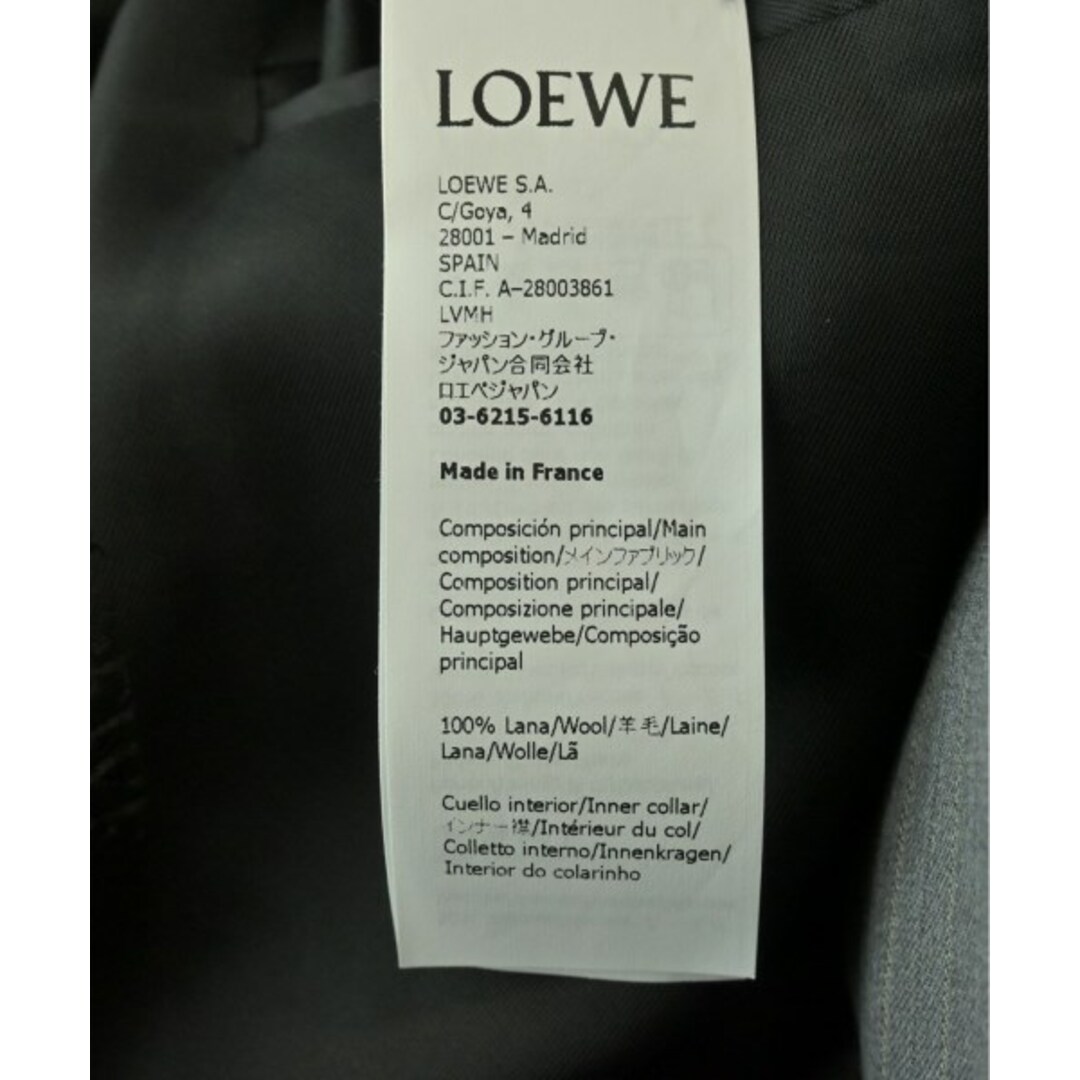 LOEWE
LOEWE S.A.
C/Goya, 4
28001 – Madrid
SPAIN
C.I.F. A–28003861
LVMH
ファッション・グループ・
ジャパン合同会社
ロエベジャパン
03-6215-6116
Made in France
Composición principal/Main
composition/メインファブリック/
Composition principal/
Composizione principale/
Hauptgewebe/Composição
principal
100% Lana/Wool/羊毛/Laine/
Lana/Wolle/Lã
Cuello interior/Inner collar/
インナー襟/Intérieur du col/
Colletto interno/Innenkragen/
Interior do colarinho